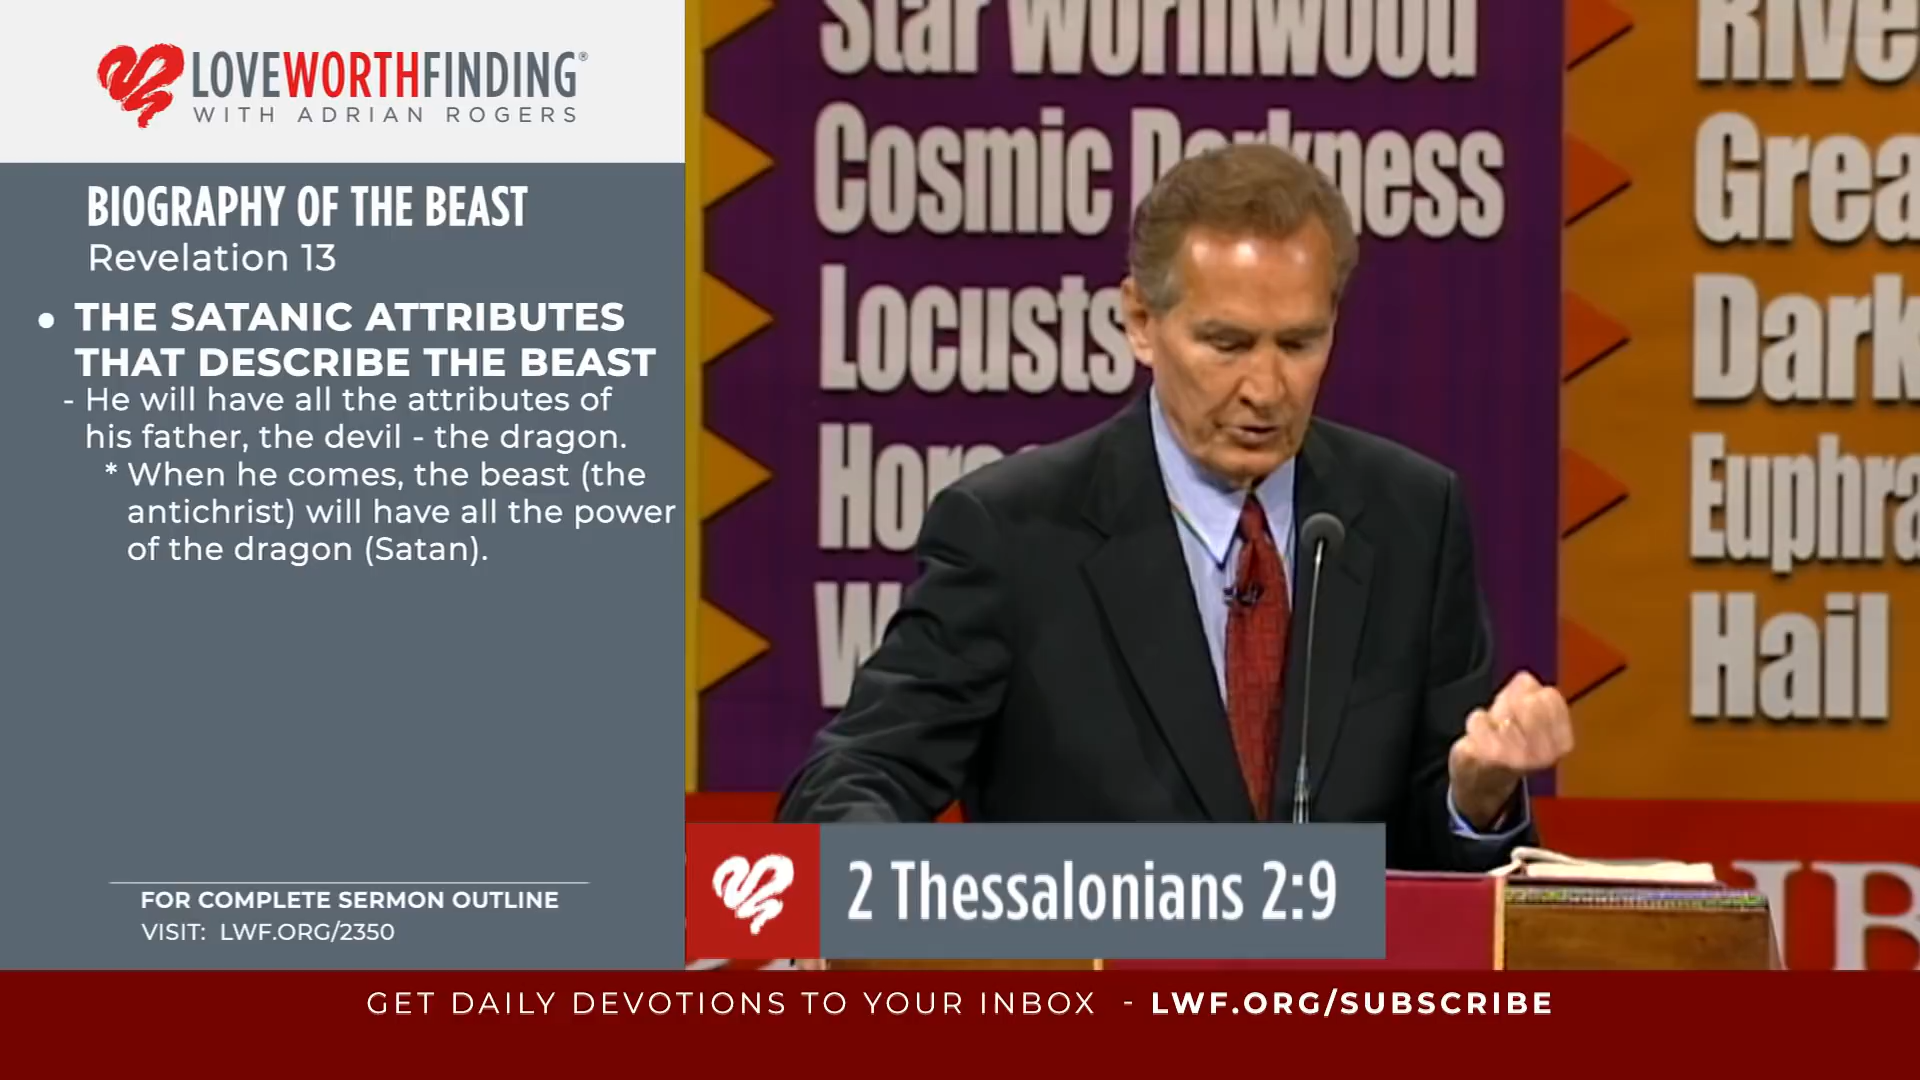 LOVEWORTHFINDING®
WITH ADRIAN ROGERS
BIOGRAPHY OF THE BEAST
Revelation 13
• THE SATANIC ATTRIBUTES
THAT DESCRIBE THE BEAST
- He will have all the attributes of
his father, the devil - the dragon.
* When he comes, the beast (the
antichrist) will have all the power
of the dragon (Satan).
FOR COMPLETE SERMON OUTLINE
VISIT: LWF.ORG/2350
Star Wormwood
Cosmic Darkness
Locusts
Hail
2 Thessalonians 2:9
GET DAILY DEVOTIONS TO YOUR INBOX - LWF.ORG/SUBSCRIBE